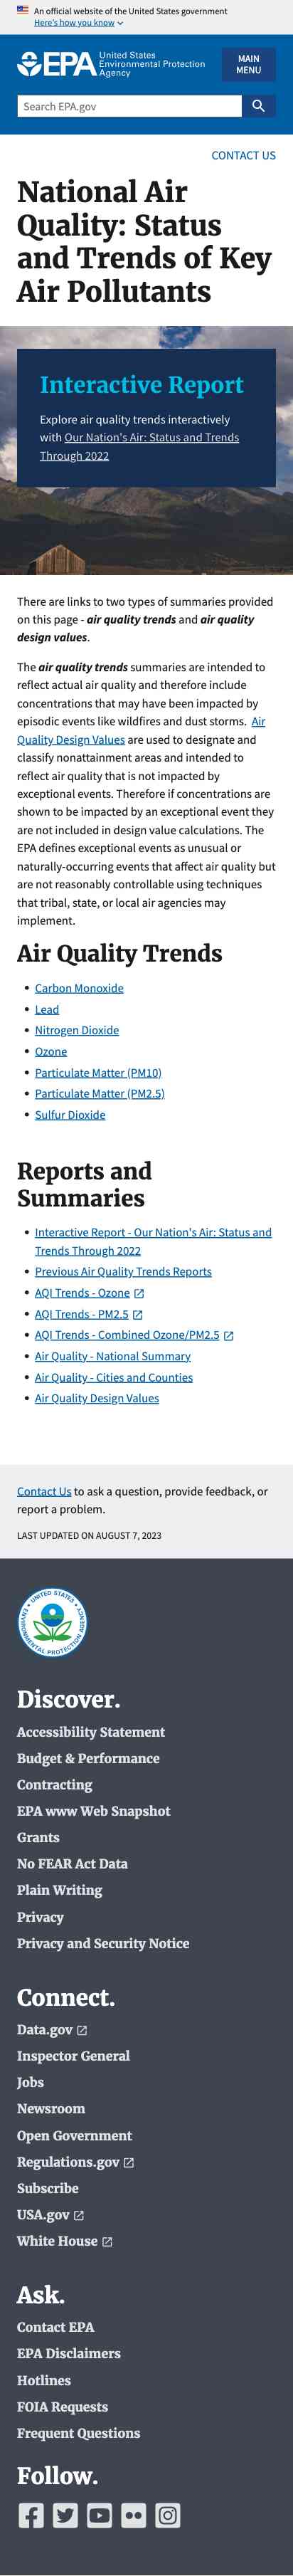 An official website of the United States government
Here's how you know
EPA
United States
Environmental Protection
Agency
MAIN
MENU
Search EPA.gov
CONTACT US
National Air
Quality: Status
and Trends of Key
Air Pollutants
Interactive Report
Explore air quality trends interactively
with Our Nation's Air: Status and Trends
Through 2022
There are links to two types of summaries provided
on this page - air quality trends and air quality
design values.
The air quality trends summaries are intended to
reflect actual air quality and therefore include
concentrations that may have been impacted by
episodic events like wildfires and dust storms.  Air
Quality Design Values are used to designate and
classify nonattainment areas and intended to
reflect air quality that is not impacted by
exceptional events. Therefore if concentrations are
shown to be impacted by an exceptional event they
are not included in design value calculations. The
EPA defines exceptional events as unusual or
naturally-occurring events that affect air quality but
are not reasonably controllable using techniques
that tribal, state, or local air agencies may
implement.
Air Quality Trends
• Carbon Monoxide
• Lead
• Nitrogen Dioxide
• Ozone
• Particulate Matter (PM10)
• Particulate Matter (PM2.5)
• Sulfur Dioxide
Reports and
Summaries
• Interactive Report - Our Nation's Air: Status and
Trends Through 2022
• Previous Air Quality Trends Reports
• AQI Trends - Ozone
• AQI Trends - PM2.5
• AQI Trends - Combined Ozone/PM2.5
• Air Quality - National Summary
• Air Quality - Cities and Counties
• Air Quality Design Values
Contact Us to ask a question, provide feedback, or
report a problem.
LAST UPDATED ON AUGUST 7, 2023
UNITED STATES
ENVIRONMENTAL PROTECTION AGENCY
Discover.
Accessibility Statement
Budget & Performance
Contracting
EPA www Web Snapshot
Grants
No FEAR Act Data
Plain Writing
Privacy
Privacy and Security Notice
Connect.
Data.gov
Inspector General
Jobs
Newsroom
Open Government
Regulations.gov
Subscribe
USA.gov
White House
Ask.
Contact EPA
EPA Disclaimers
Hotlines
FOIA Requests
Frequent Questions
Follow.